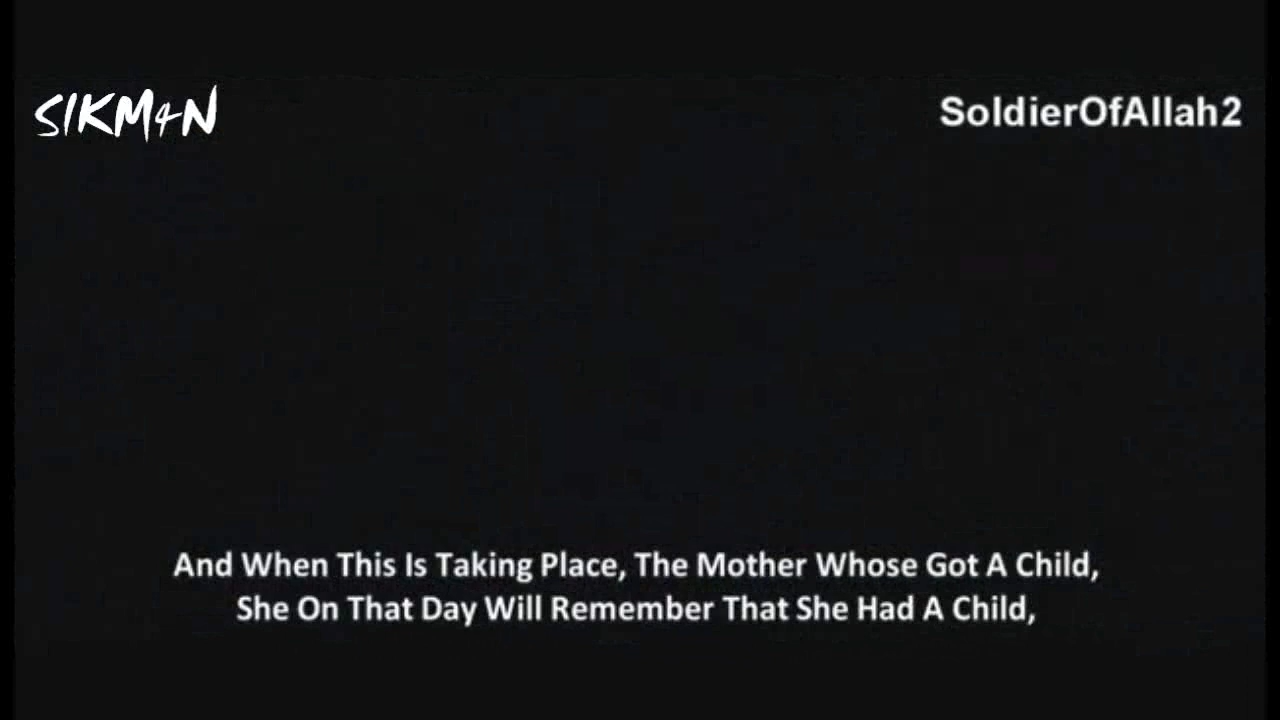 SIKM4N
SoldierOfAllah2
And When This Is Taking Place, The Mother Whose Got A Child,
She On That Day Will Remember That She Had A Child,